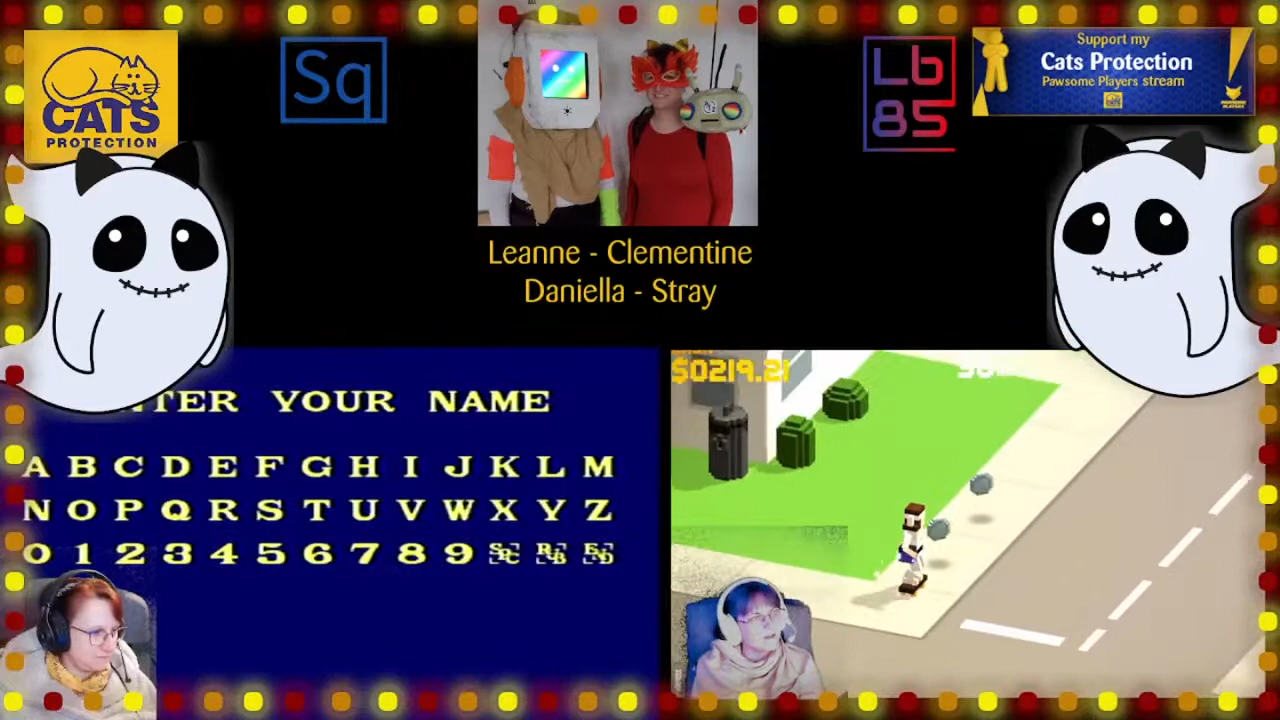 CATS
PROTECTION
Sq
Lb
85
Support my
Cats Protection
Pawsome Players stream
Leanne - Clementine
Daniella - Stray
TER YOUR NAME
A B C D E F G H I J K L M
N O P Q R S T U V W X Y Z
0 1 2 3 4 5 6 7 8 9
$0219.21